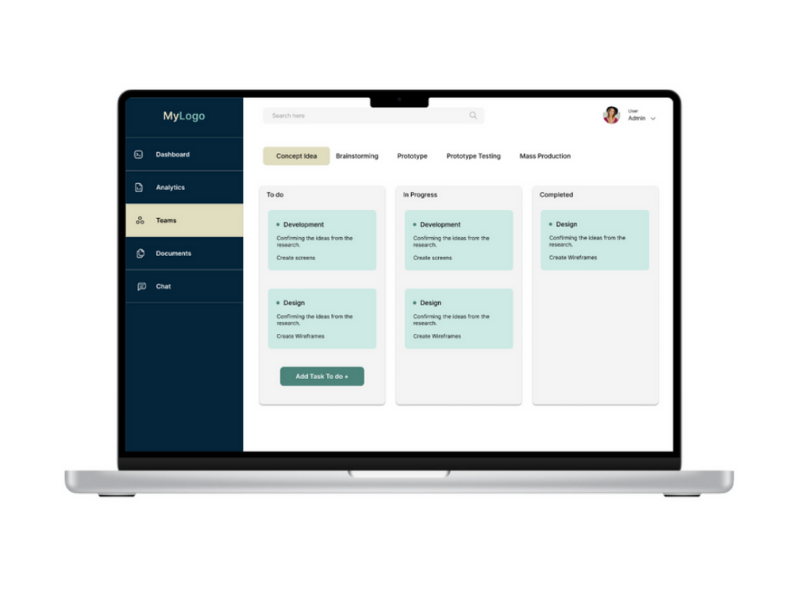 MyLogo
Dashboard
Analytics
Teams
Documents
Chat
Search here
User
Admin
Concept Idea
Brainstorming
Prototype
Prototype Testing
Mass Production
To do
Development
Confirming the ideas from the
research.
Create screens
Design
Confirming the ideas from the
research.
Create Wireframes
Add Task To do +
In Progress
Development
Confirming the ideas from the
research.
Create screens
Design
Confirming the ideas from the
research.
Create Wireframes
Completed
Design
Confirming the ideas from the
research.
Create Wireframes